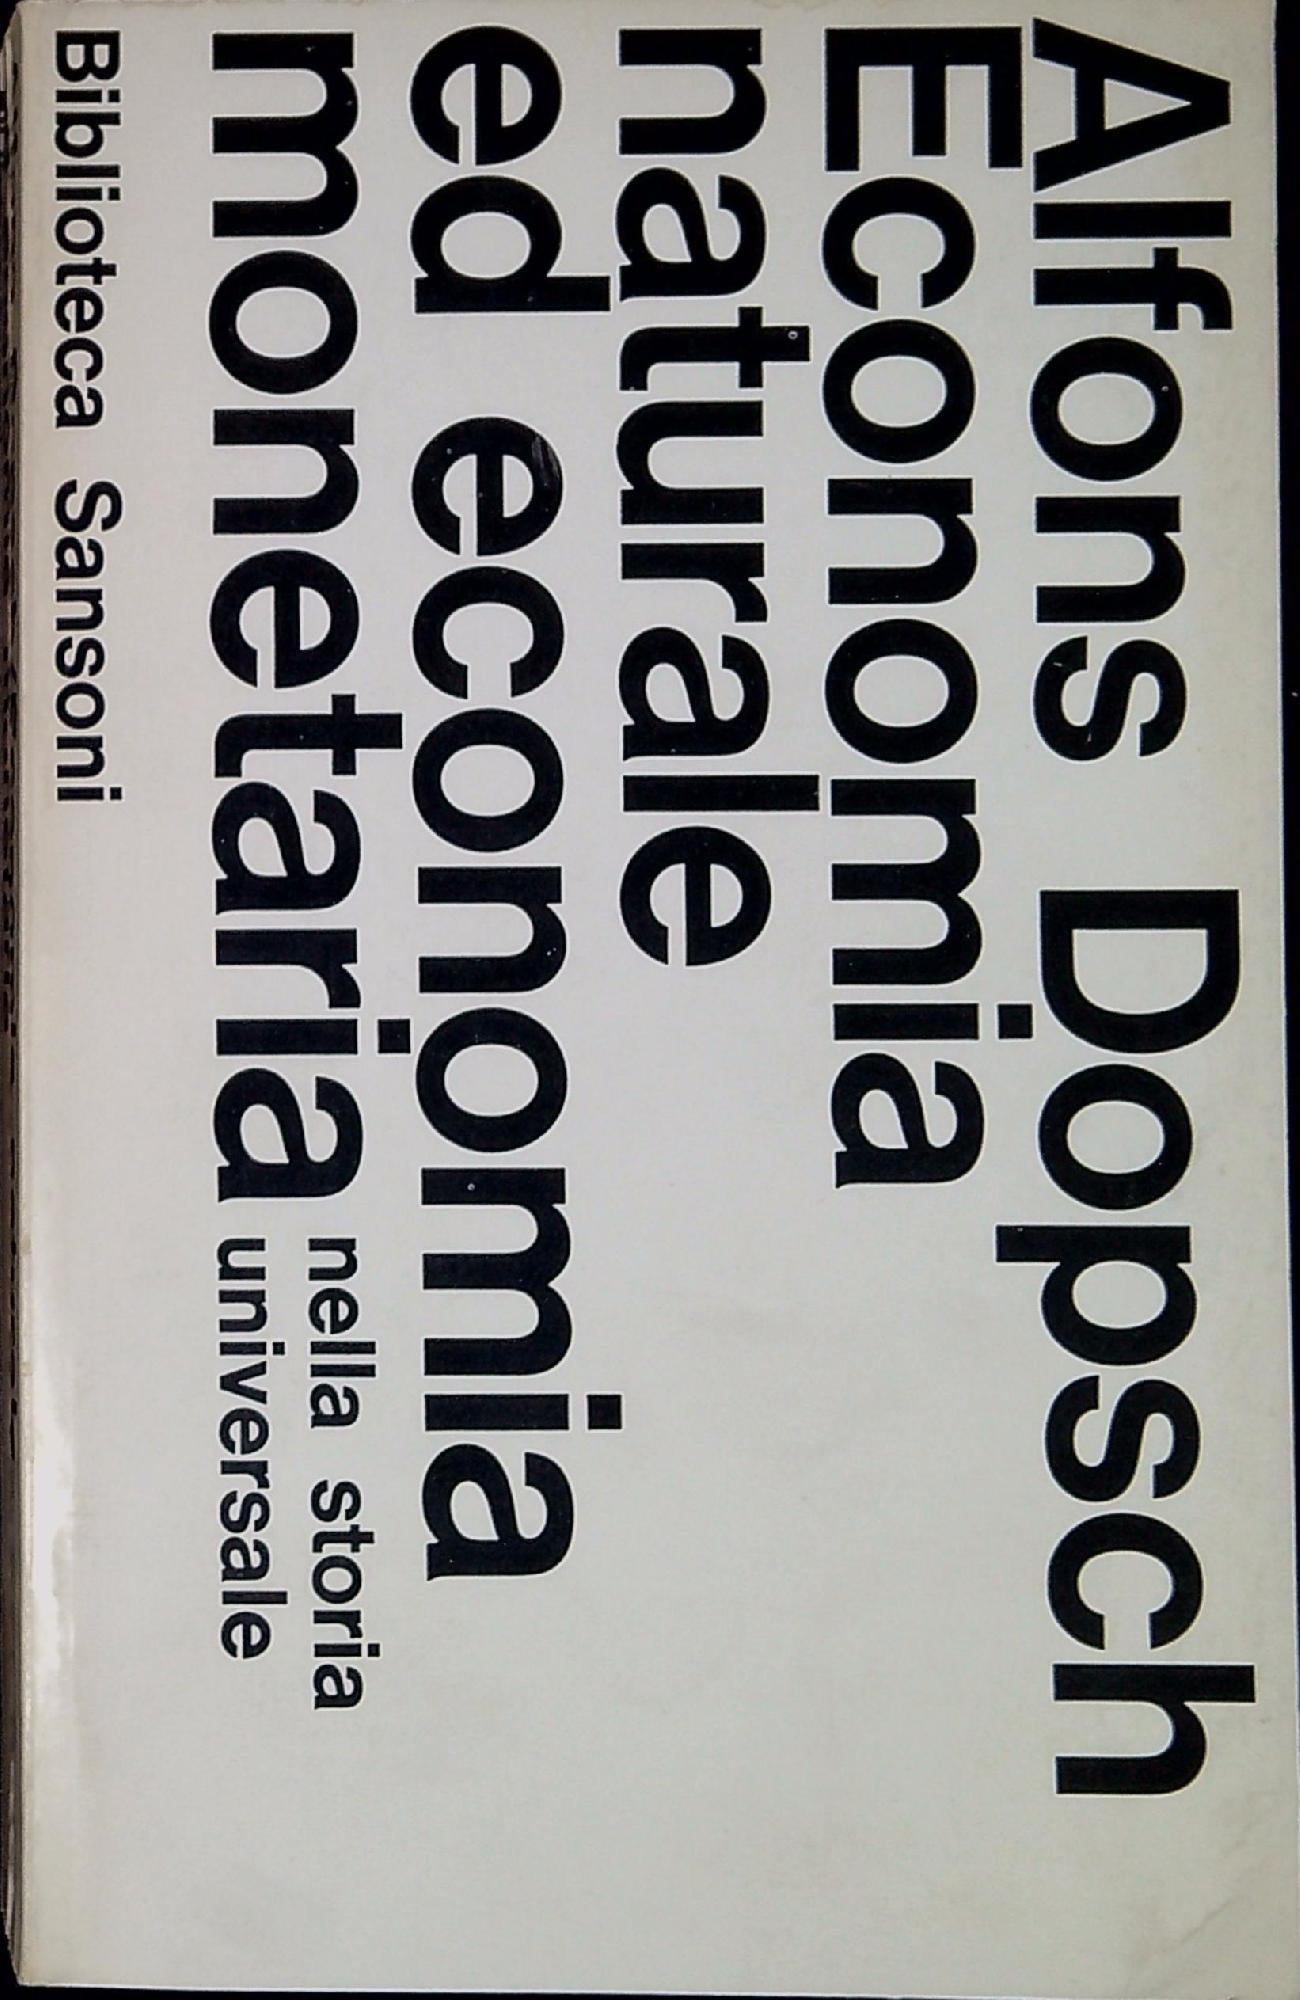 Alfons Dopsch
Economia
naturale
ed economia
monetaria
nella storia
universale
Biblioteca Sansoni